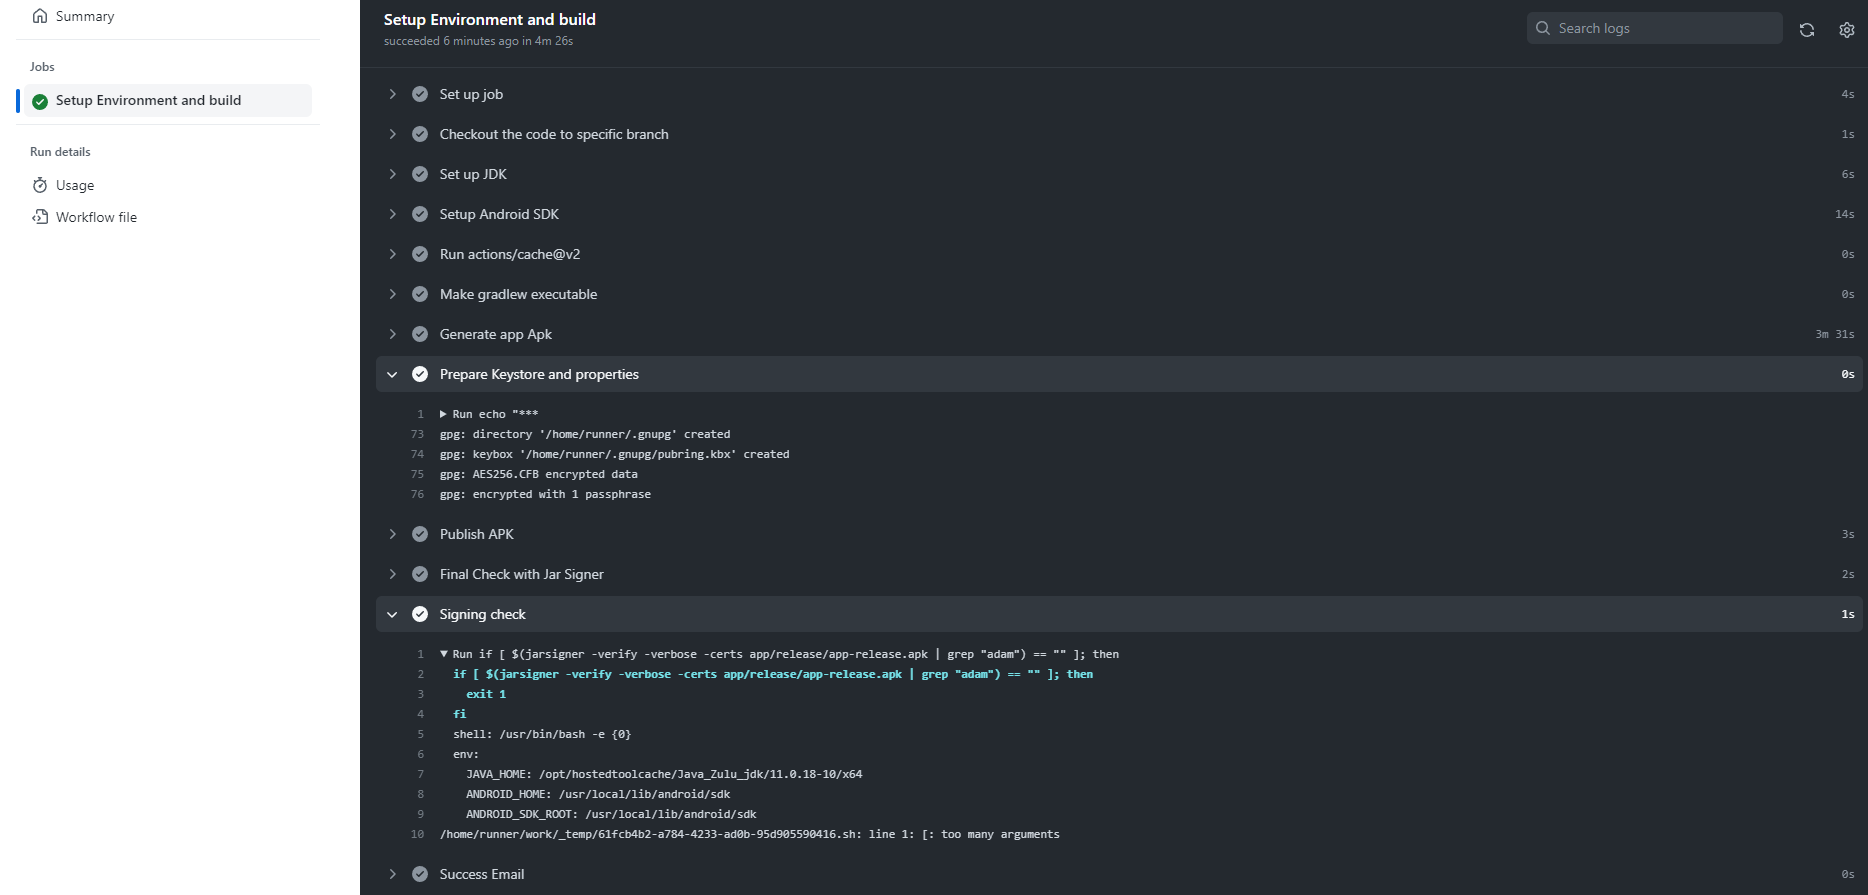 Summary
Jobs
Setup Environment and build
Run details
Usage
Workflow file
Setup Environment and build
succeeded 6 minutes ago in 4m 26s
Search logs
Set up job 4s
Checkout the code to specific branch 1s
Set up JDK 6s
Setup Android SDK 14s
Run actions/cache@v2 0s
Make gradlew executable 0s
Generate app Apk 3m 31s
Prepare Keystore and properties 0s
1 Run echo "***
73 gpg: directory '/home/runner/.gnupg' created
74 gpg: keybox '/home/runner/.gnupg/pubring.kbx' created
75 gpg: AES256.CFB encrypted data
76 gpg: encrypted with 1 passphrase
Publish APK 3s
Final Check with Jar Signer 2s
Signing check 1s
1 Run if [ $(jarsigner -verify -verbose -certs app/release/app-release.apk | grep "adam") == "" ]; then
2 if [ $(jarsigner -verify -verbose -certs app/release/app-release.apk | grep "adam") == "" ]; then
3 exit 1
4 fi
5 shell: /usr/bin/bash -e {0}
6 env:
7 JAVA_HOME: /opt/hostedtoolcache/Java_Zulu_jdk/11.0.18-10/x64
8 ANDROID_HOME: /usr/local/lib/android/sdk
9 ANDROID_SDK_ROOT: /usr/local/lib/android/sdk
10 /home/runner/work/_temp/61fcb4b2-a784-4233-ad0b-95d905590416.sh: line 1: [: too many arguments
Success Email 0s